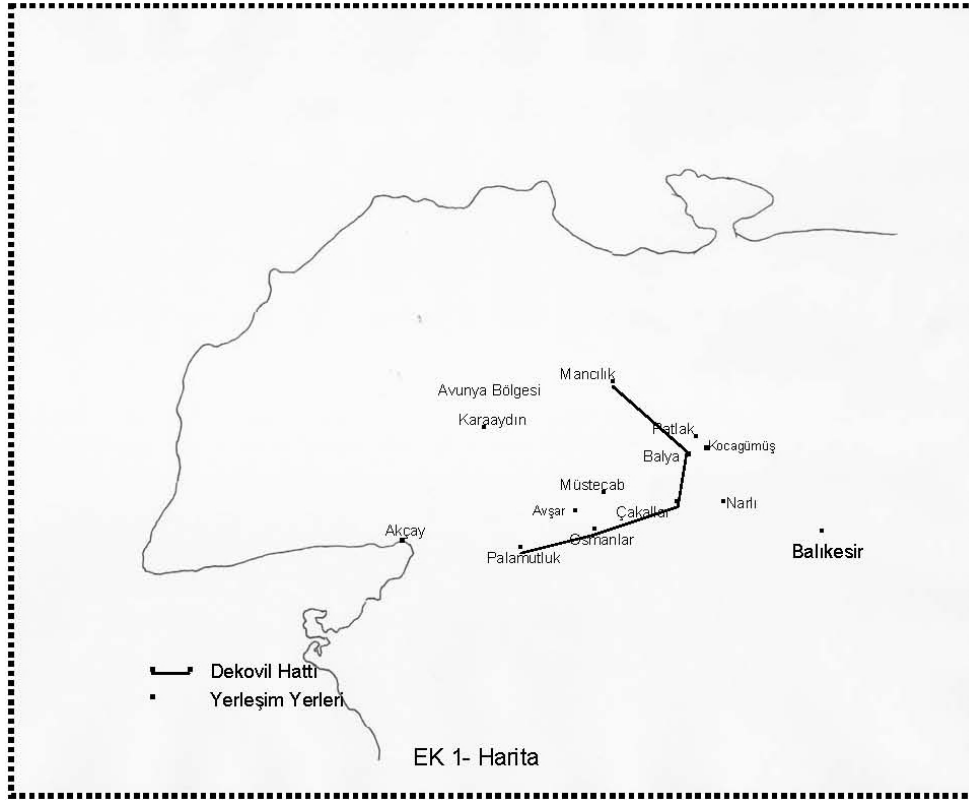 Mancılık
Avunya Bölgesi
Karaaydın
Patlak
Kocagümüş
Balya
Müstecab
Narlı
Avşar
Çakallar
Akçay
Osmanlar
Balıkesir
Palamutluk
Dekovil Hattı
Yerleşim Yerleri
EK 1- Harita